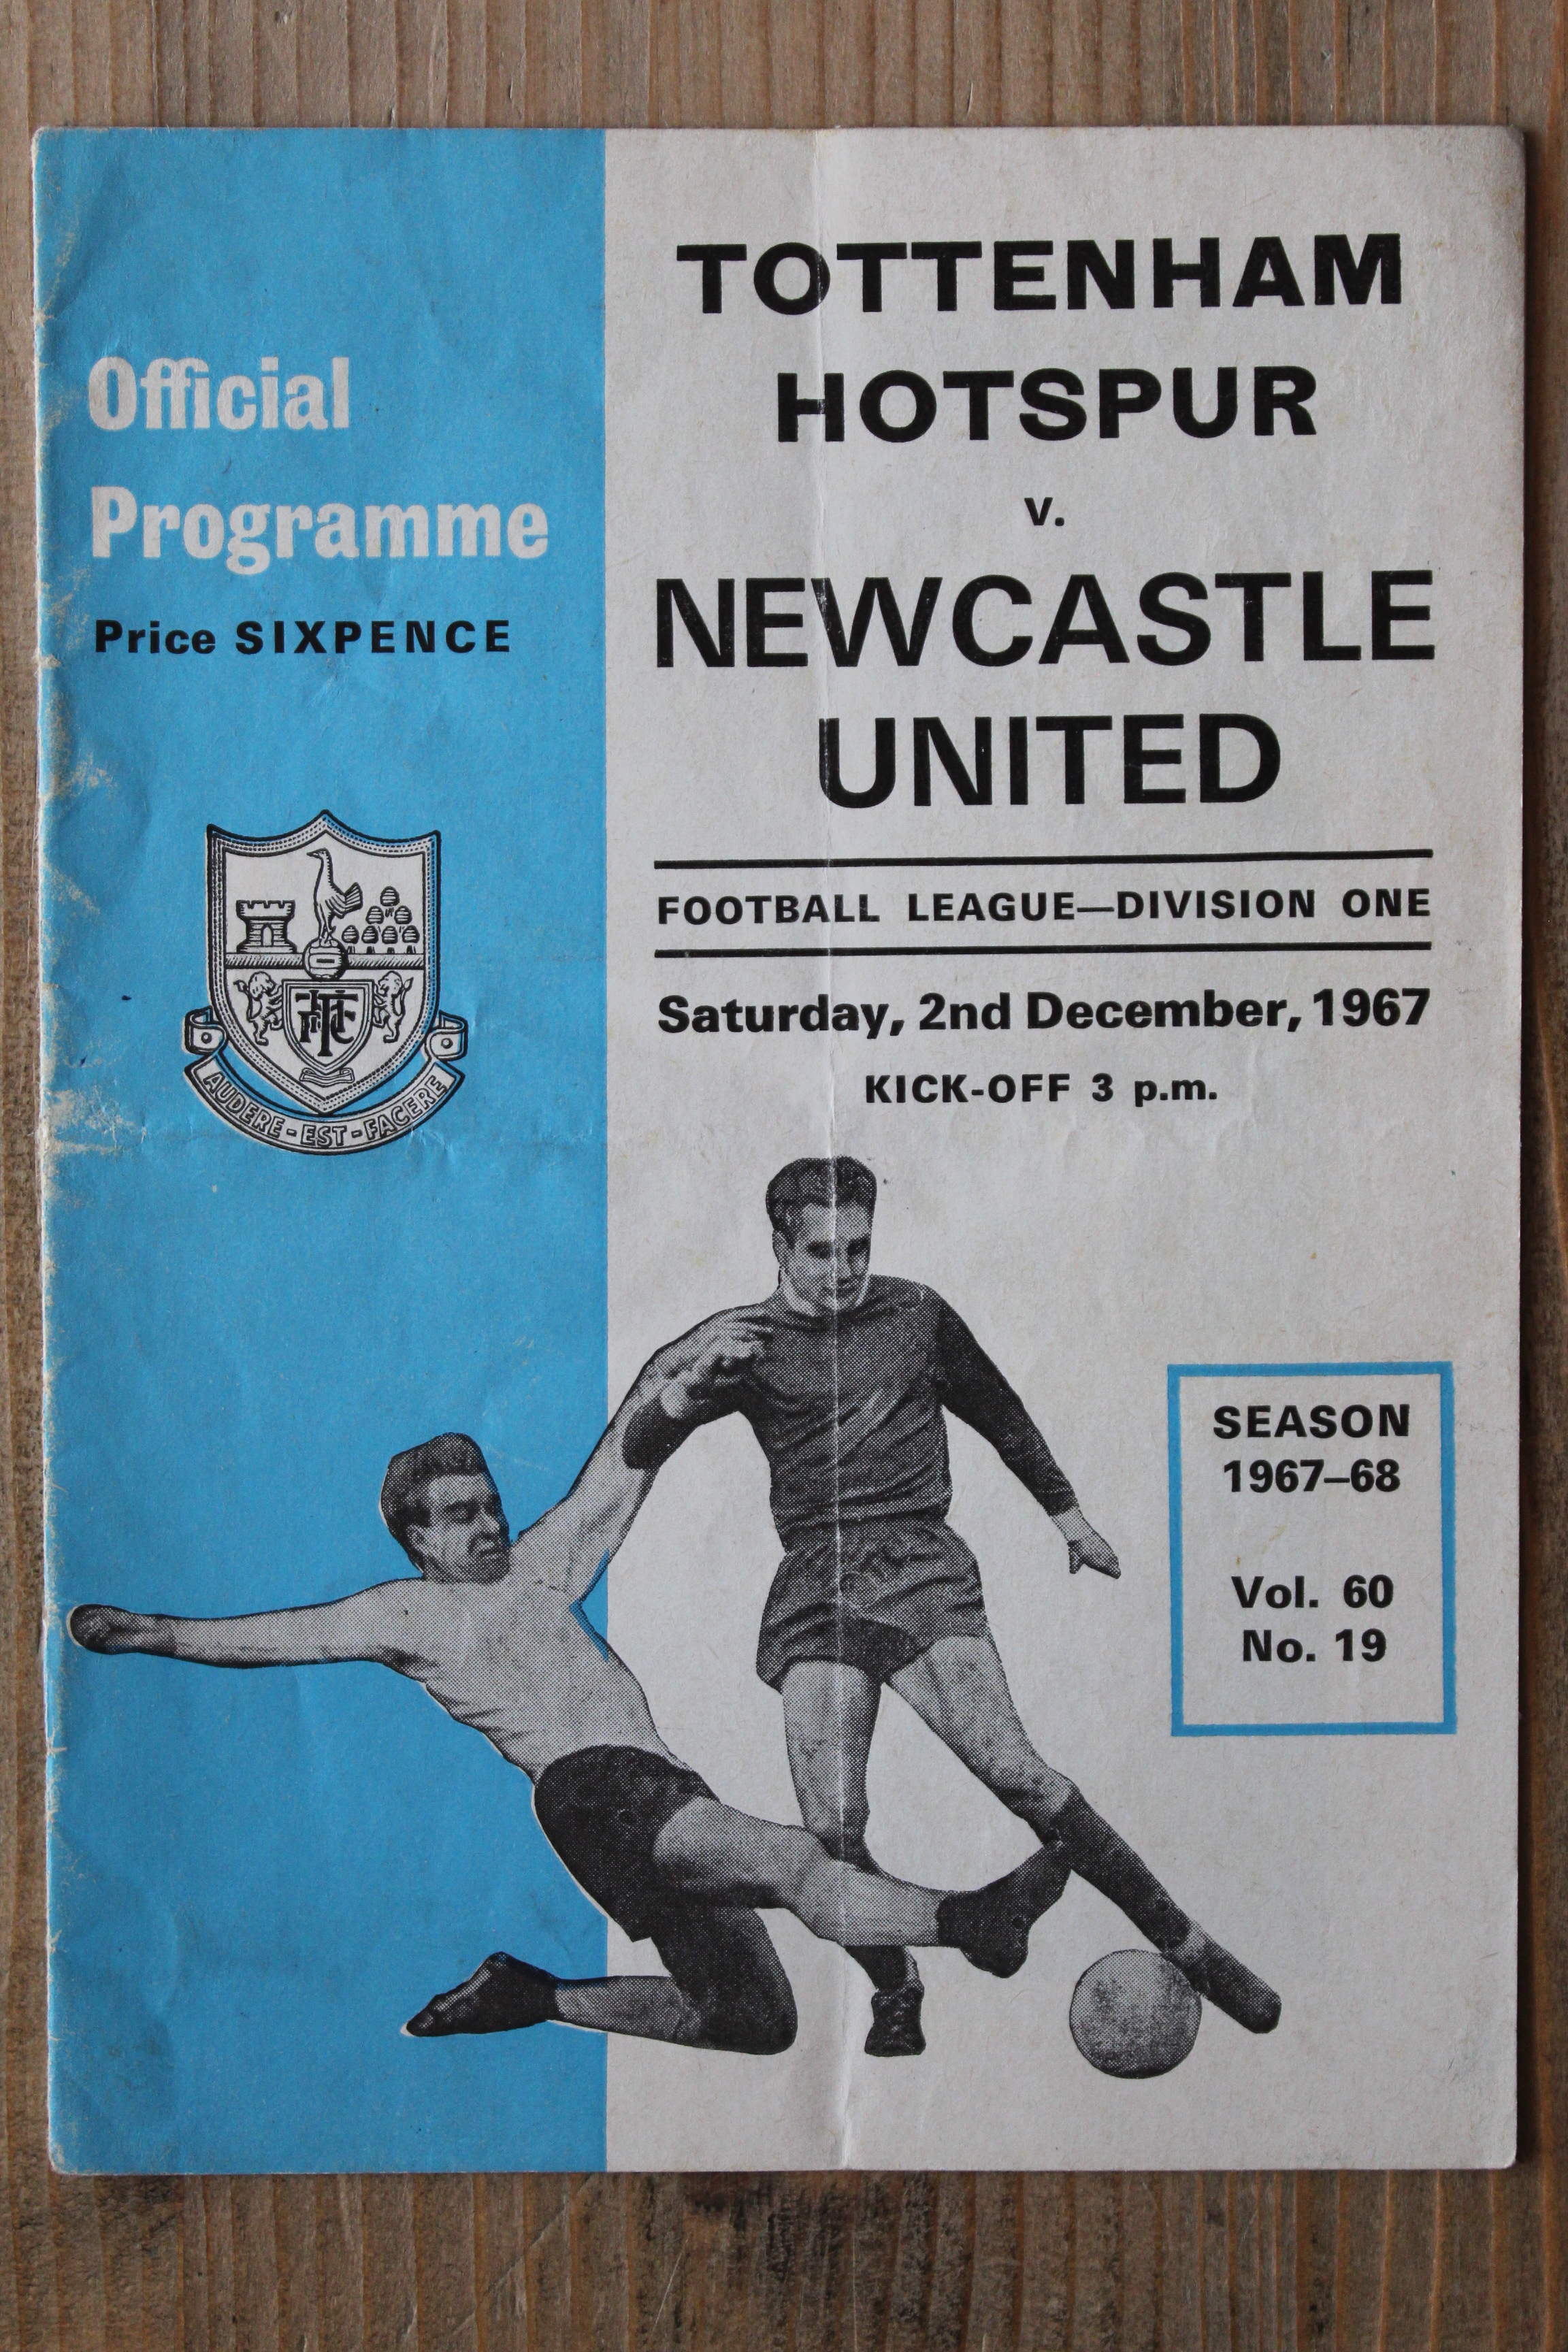 Official
Programme
Price SIXPENCE
THFC
AUDERE-EST-FACERE
TOTTENHAM
HOTSPUR
v.
NEWCASTLE
UNITED
FOOTBALL LEAGUE—DIVISION ONE
Saturday, 2nd December, 1967
KICK-OFF 3 p.m.
SEASON
1967–68
Vol. 60
No. 19